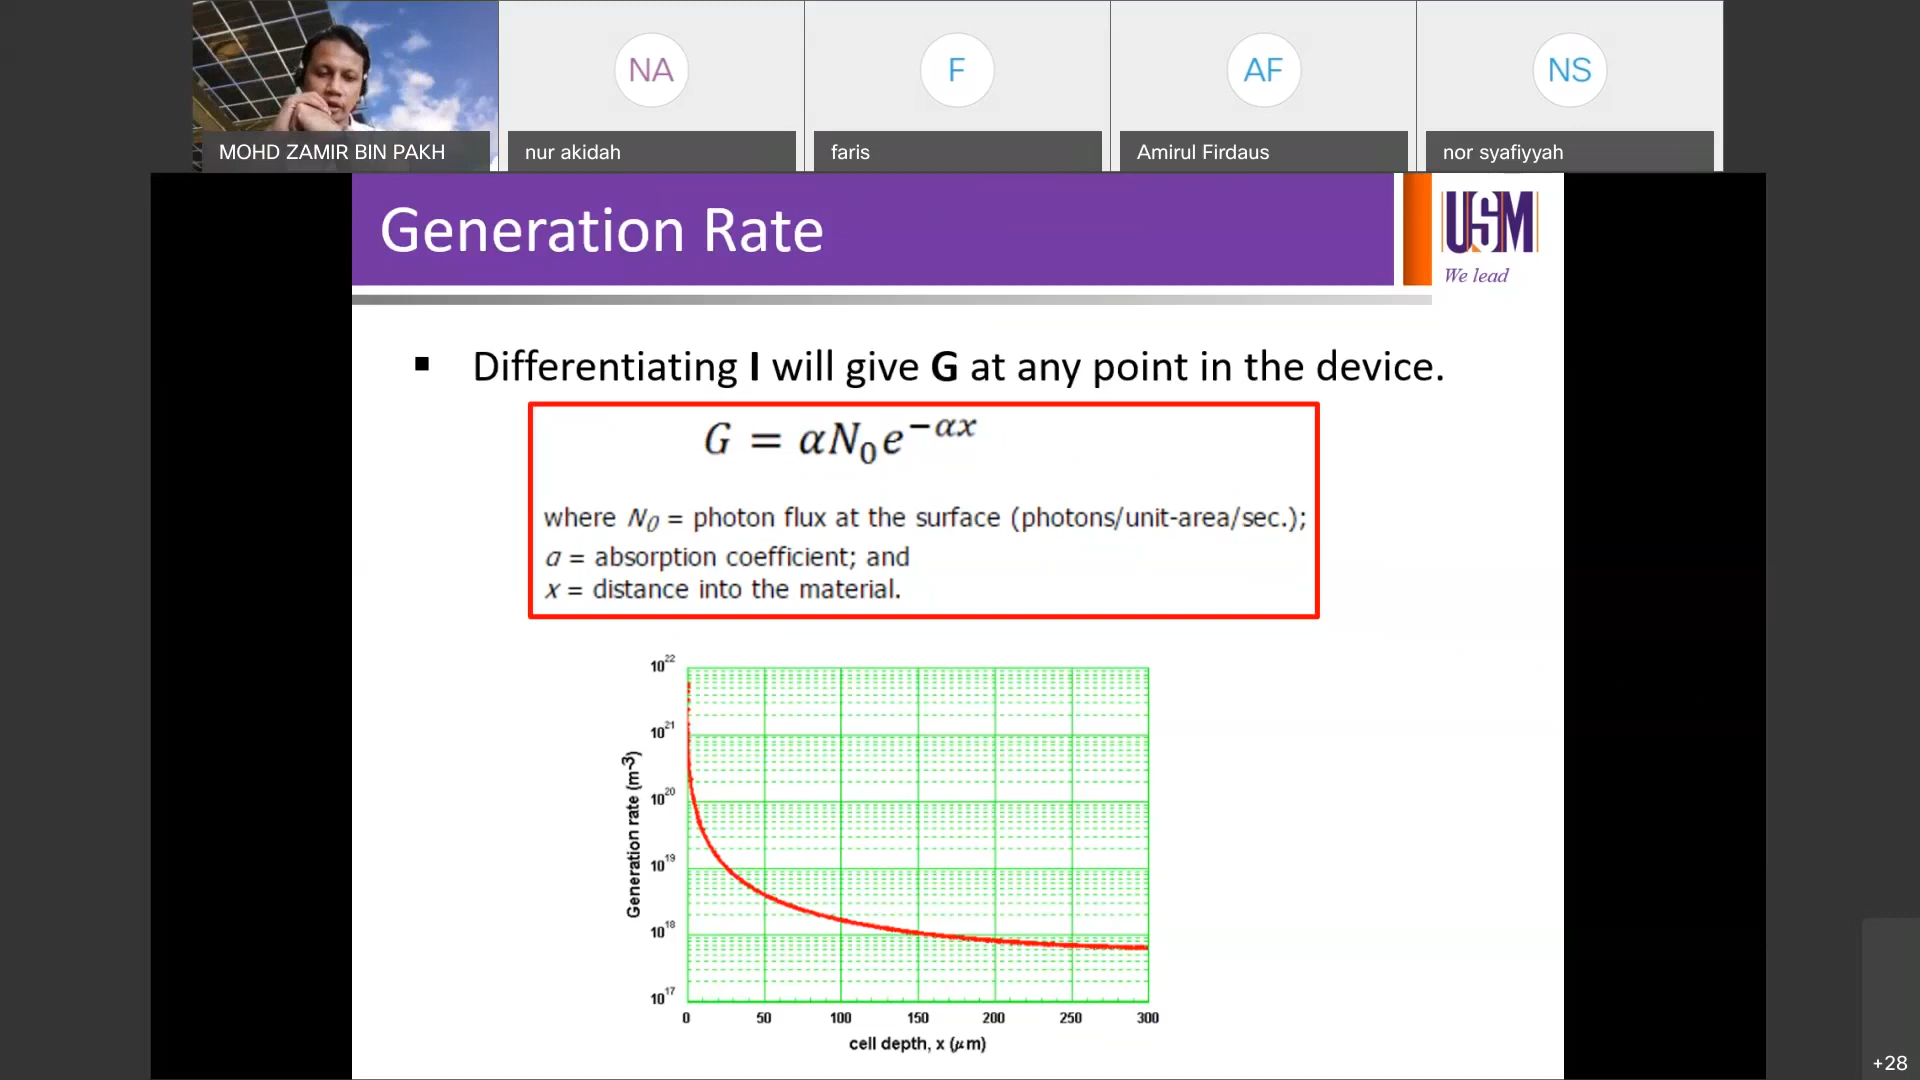 NA
F
AF
NS
MOHD ZAMIR BIN PAKH
nur akidah
faris
Amirul Firdaus
nor syafiyyah
Generation Rate
USM
We lead
▪ Differentiating I will give G at any point in the device.
G = αN₀e⁻ᵅˣ
where N₀ = photon flux at the surface (photons/unit-area/sec.);
α = absorption coefficient; and
x = distance into the material.
10²²
10²¹
10²⁰
10¹⁹
10¹⁸
10¹⁷
Generation rate (m⁻³)
0 50 100 150 200 250 300
cell depth, x (μm)
+28